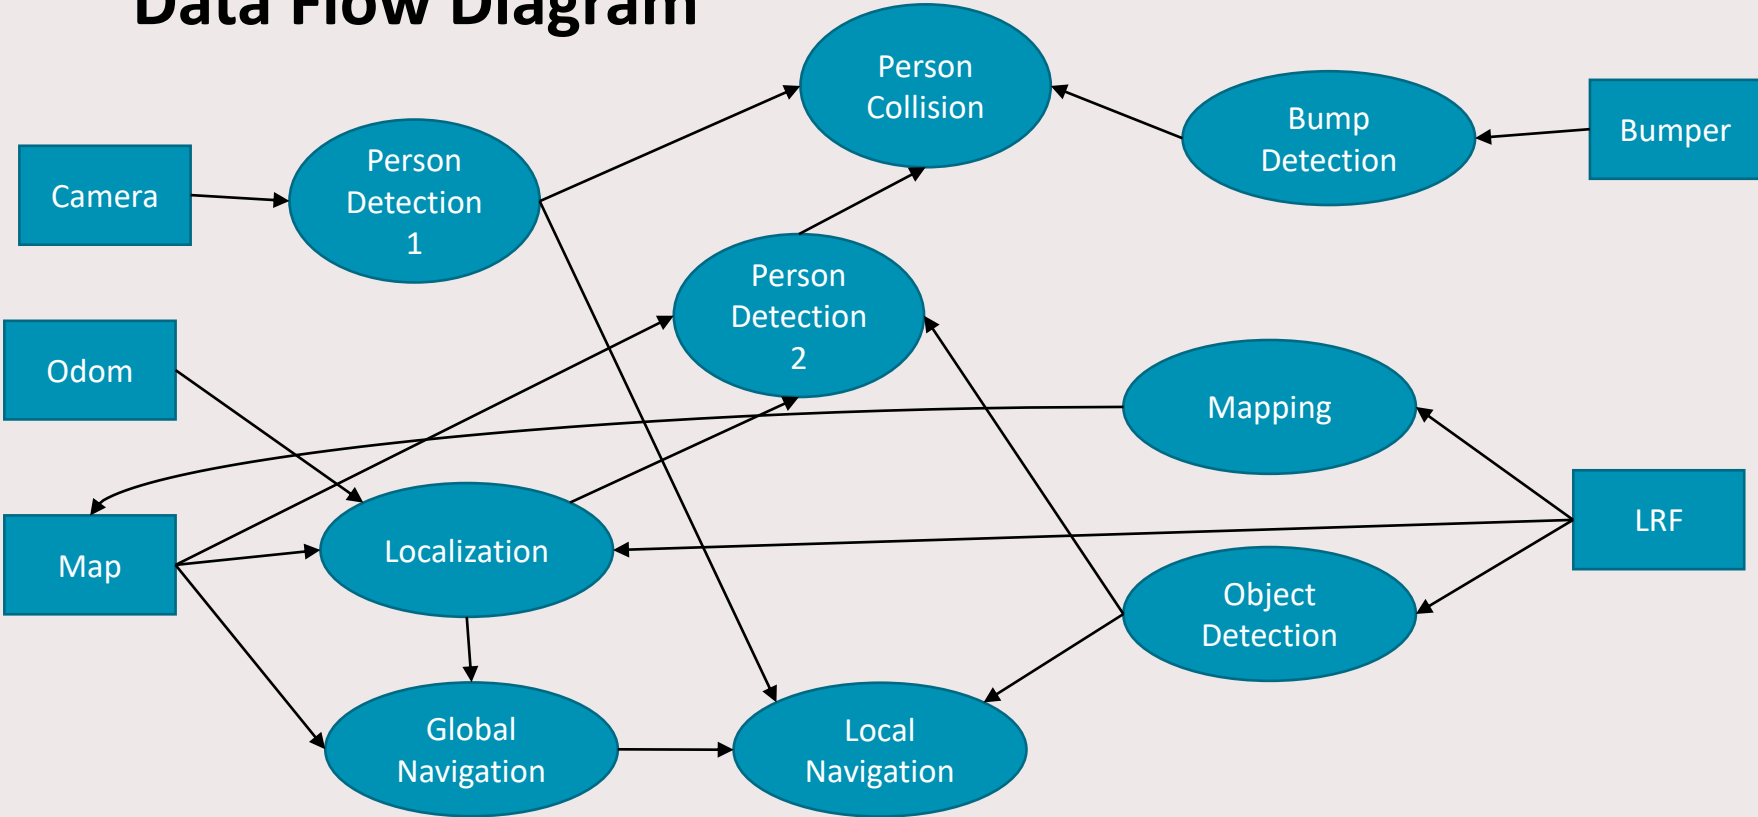 Data Flow Diagram
Person
Collision
Bump
Detection
Bumper
Camera
Person
Detection
1
Person
Detection
2
Odom
Mapping
LRF
Map
Localization
Object
Detection
Global
Navigation
Local
Navigation